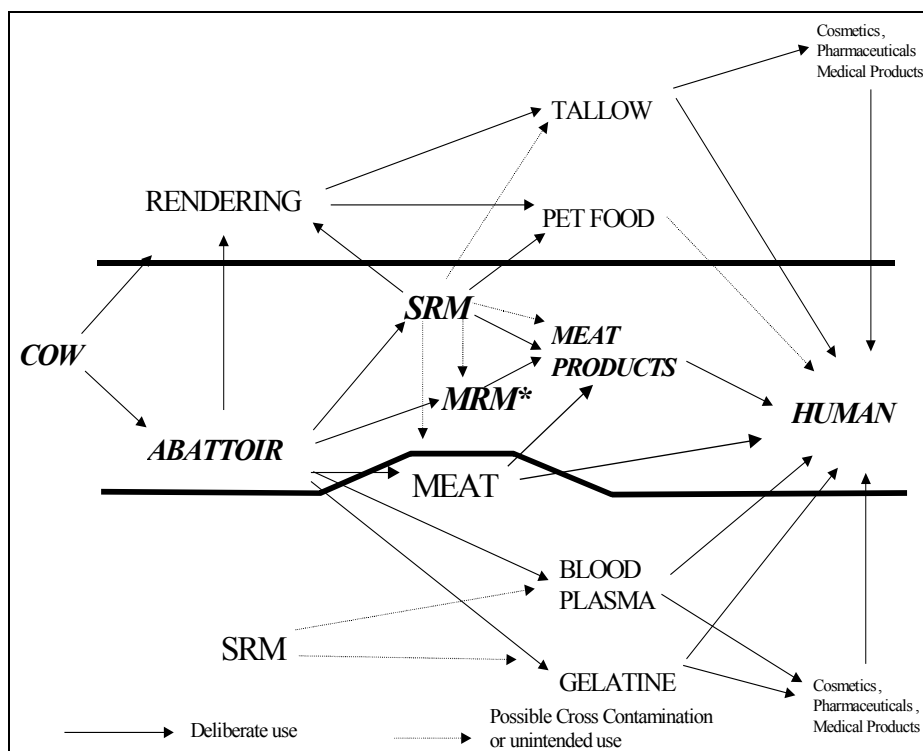 Cosmetics ,
Pharmaceuticals
Medical Products
TALLOW
RENDERING
PET FOOD
SRM
MEAT
PRODUCTS
COW
MRM*
HUMAN
ABATTOIR
MEAT
BLOOD
PLASMA
SRM
GELATINE
Cosmetics ,
Pharmaceuticals ,
Medical Products
Deliberate use
Possible Cross Contamination
or unintended use